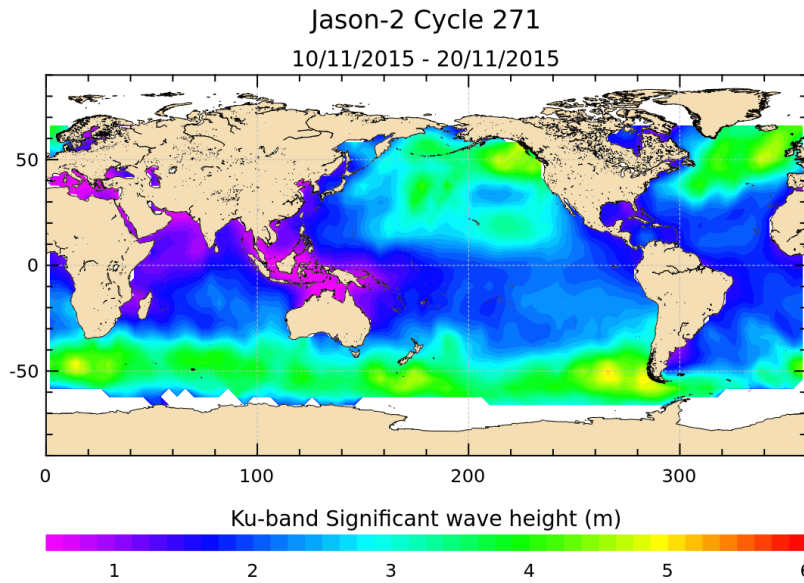 Jason-2 Cycle 271
10/11/2015 - 20/11/2015
50
0
-50
0 100 200 300
Ku-band Significant wave height (m)
1 2 3 4 5 6